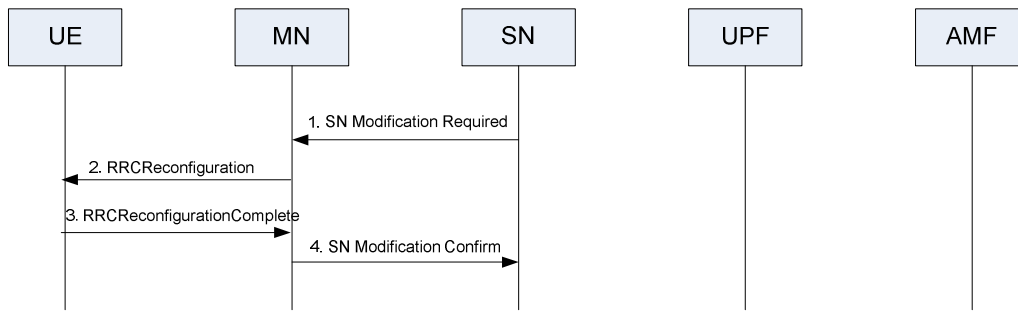 UE
MN
SN
UPF
AMF
1. SN Modification Required
2. RRCReconfiguration
3. RRCReconfigurationComplete
4. SN Modification Confirm